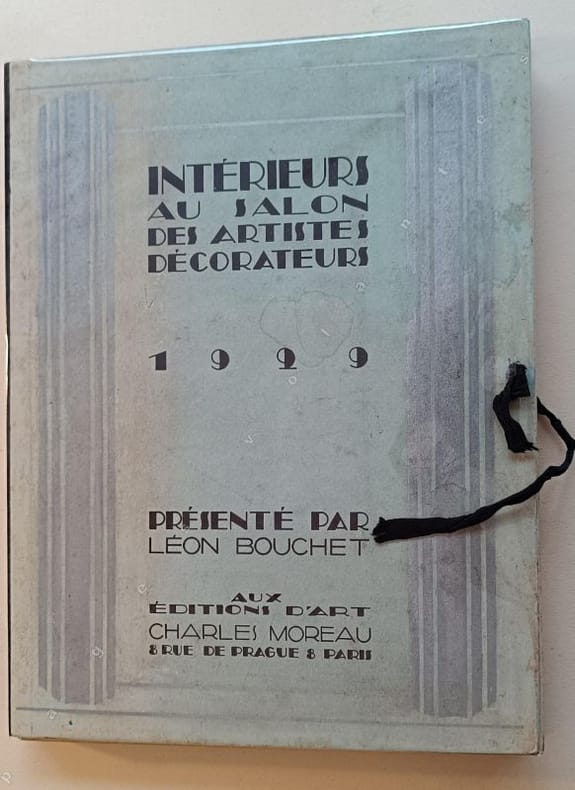 INTÉRIEURS
AU SALON
DES ARTISTES
DÉCORATEURS
1929
PRÉSENTÉ PAR
LÉON BOUCHET
AUX
ÉDITIONS D'ART
CHARLES MOREAU
8 RUE DE PRAGUE 8 PARIS